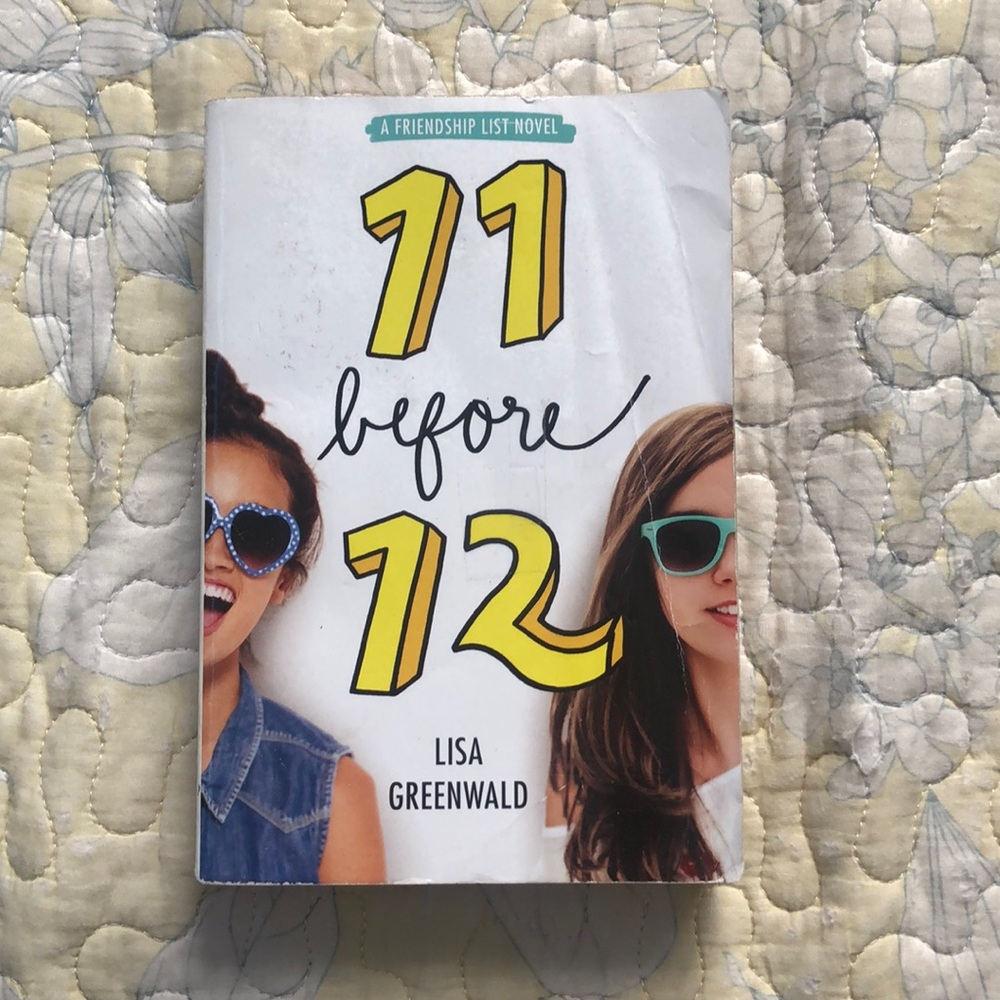 A FRIENDSHIP LIST NOVEL
11
before
12
LISA
GREENWALD